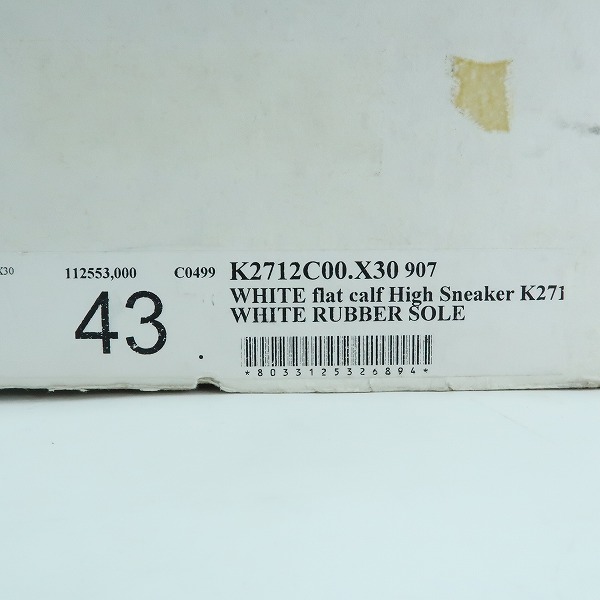 X30 112553,000 C0499 K2712C00.X30 907
43 WHITE flat calf High Sneaker K271
WHITE RUBBER SOLE
*8033125326894*